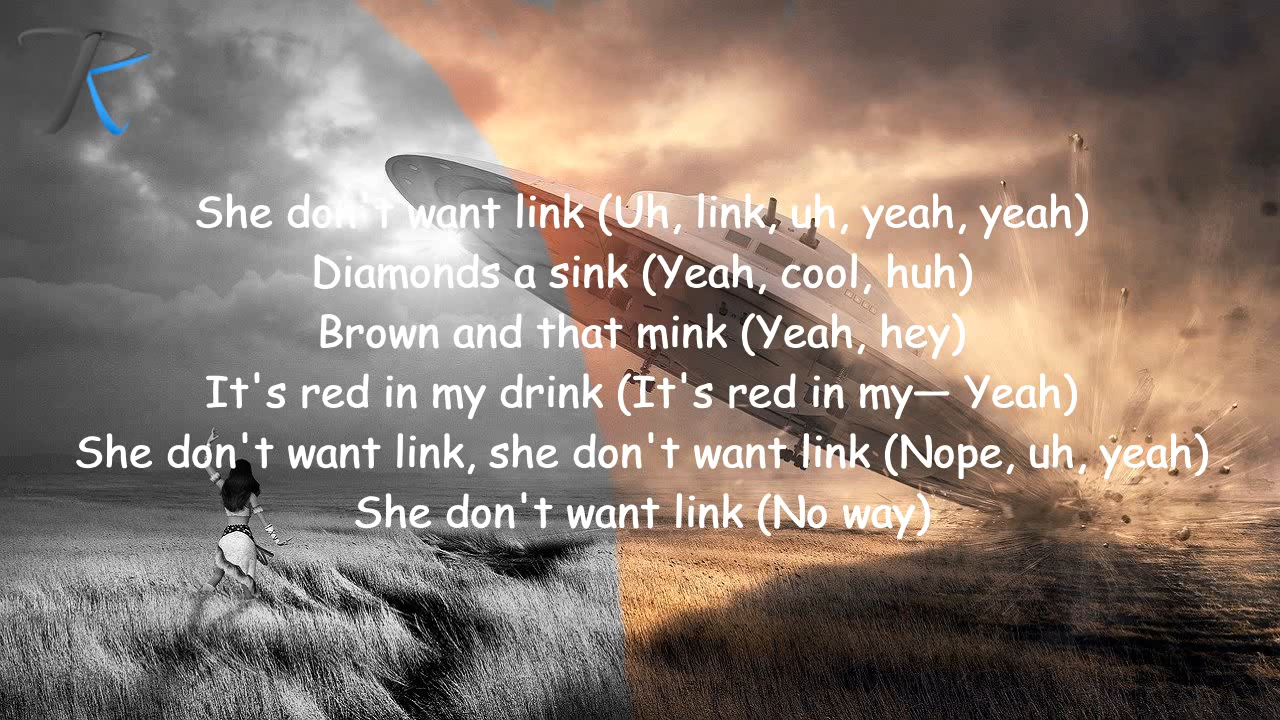 TR
She don't want link (Uh, link, uh, yeah, yeah)
Diamonds a sink (Yeah, cool, huh)
Brown and that mink (Yeah, hey)
It's red in my drink (It's red in my— Yeah)
She don't want link, she don't want link (Nope, uh, yeah)
She don't want link (No way)